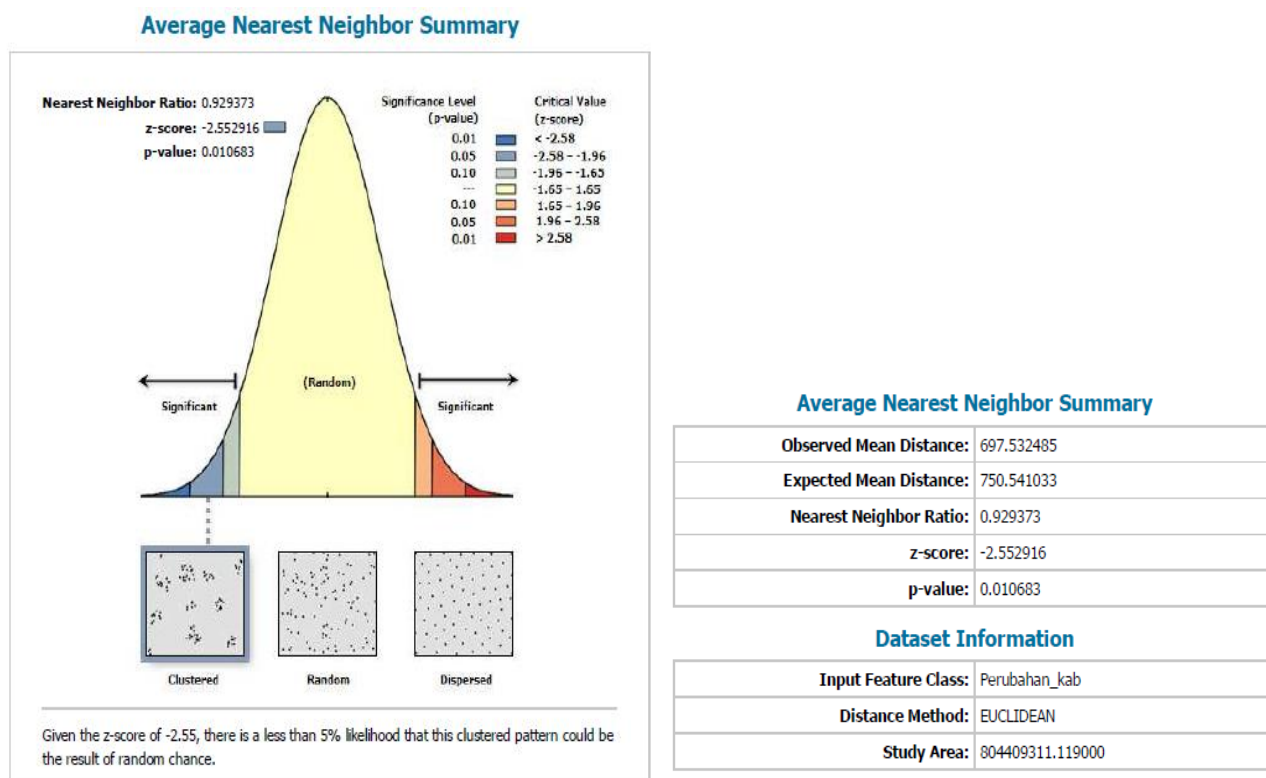 Average Nearest Neighbor Summary
Nearest Neighbor Ratio: 0.929373
z-score: -2.552916
p-value: 0.010683
Significance Level (p-value)
Critical Value (z-score)
0.01 < -2.58
0.05 -2.58 - -1.96
0.10 -1.96 - -1.65
--- -1.65 - 1.65
0.10 1.65 - 1.96
0.05 1.96 - 2.58
0.01 > 2.58
Significant
(Random)
Significant
Clustered
Random
Dispersed
Given the z-score of -2.55, there is a less than 5% likelihood that this clustered pattern could be
the result of random chance.
Average Nearest Neighbor Summary
Observed Mean Distance: 697.532485
Expected Mean Distance: 750.541033
Nearest Neighbor Ratio: 0.929373
z-score: -2.552916
p-value: 0.010683
Dataset Information
Input Feature Class: Perubahan_kab
Distance Method: EUCLIDEAN
Study Area: 804409311.119000